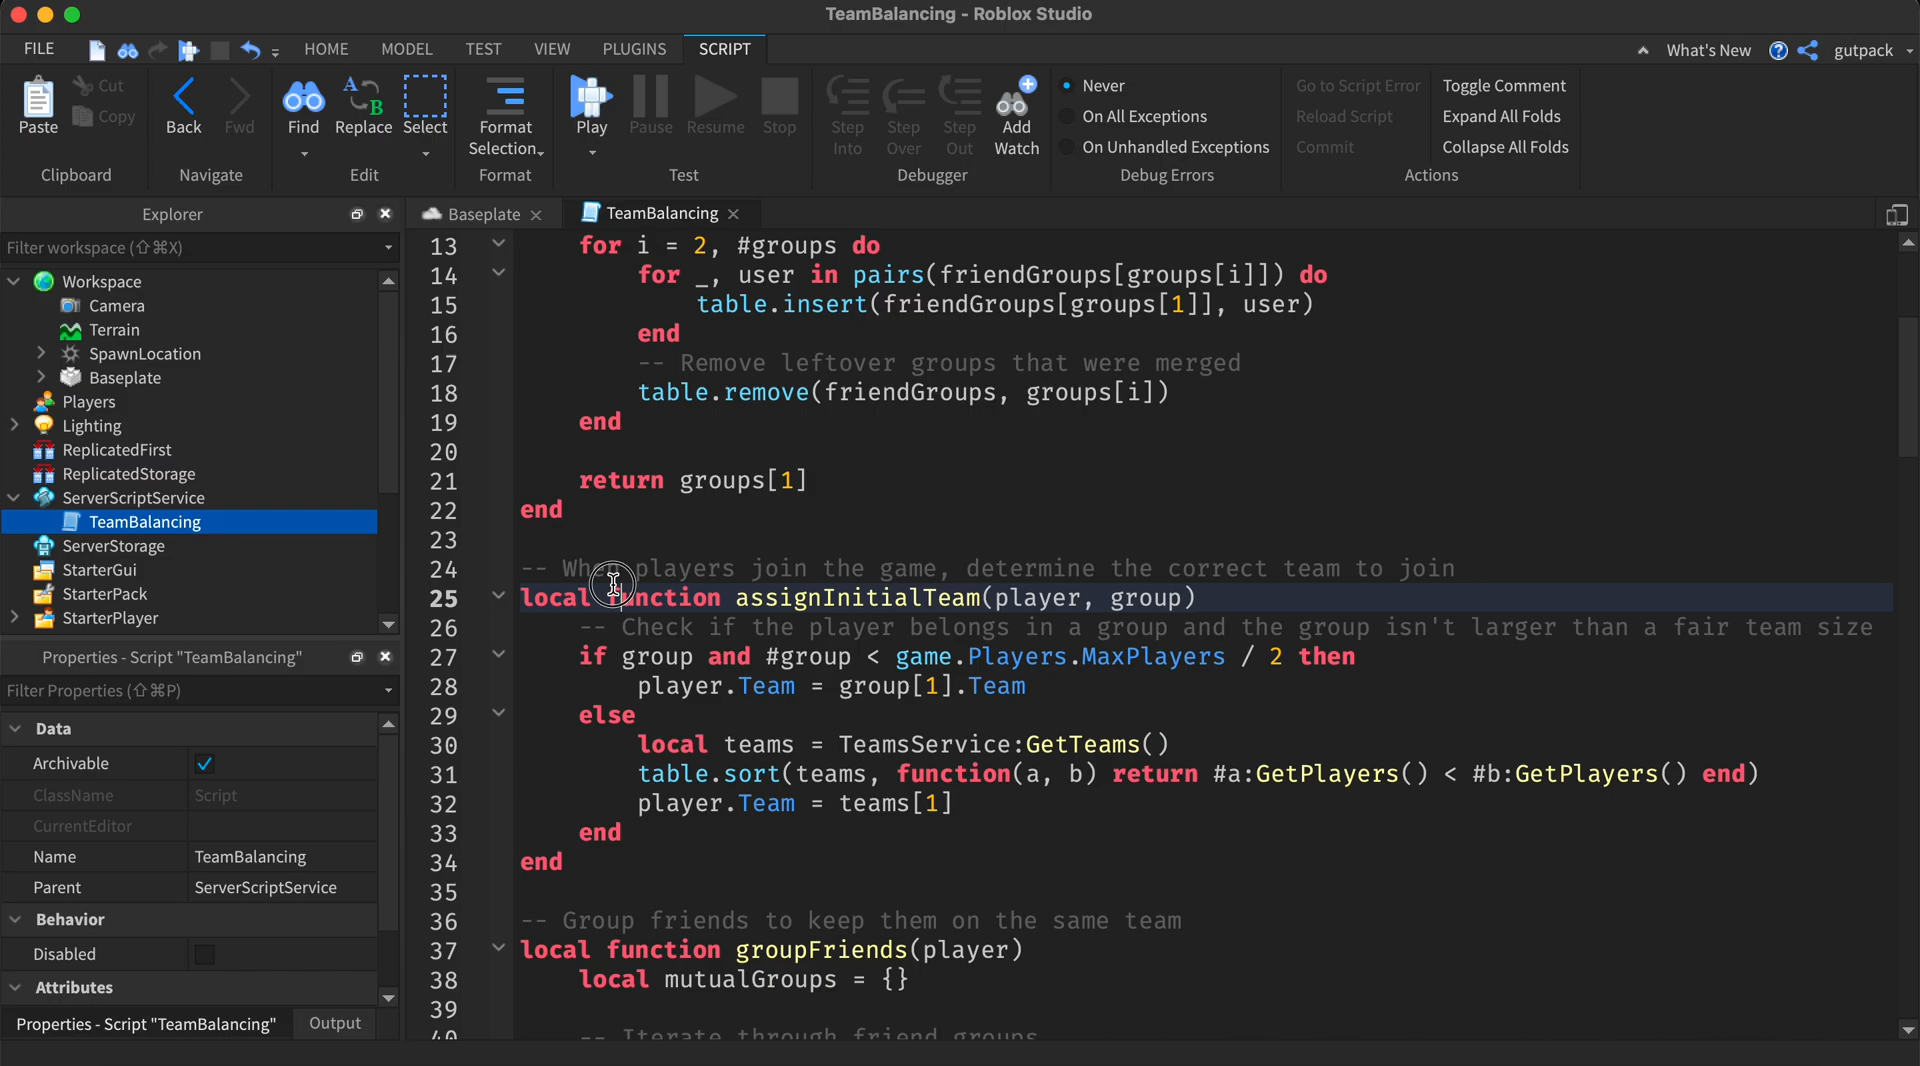 TeamBalancing - Roblox Studio
FILE HOME MODEL TEST VIEW PLUGINS SCRIPT What's New gutpack
Paste Cut Copy Clipboard
Back Fwd Navigate
Find Replace Select Edit
Format Selection Format
Play Pause Resume Stop Test
Step Into Step Over Step Out Add Watch Debugger
Never
On All Exceptions
On Unhandled Exceptions
Debug Errors
Go to Script Error
Reload Script
Commit
Toggle Comment
Expand All Folds
Collapse All Folds
Actions
Explorer
Filter workspace (⇧⌘X)
Workspace
Camera
Terrain
SpawnLocation
Baseplate
Players
Lighting
ReplicatedFirst
ReplicatedStorage
ServerScriptService
TeamBalancing
ServerStorage
StarterGui
StarterPack
StarterPlayer
Properties - Script "TeamBalancing"
Filter Properties (⇧⌘P)
Data
Archivable
ClassName Script
CurrentEditor
Name TeamBalancing
Parent ServerScriptService
Behavior
Disabled
Attributes
Properties - Script "TeamBalancing" Output
Baseplate TeamBalancing
13 for i = 2, #groups do
14 for _, user in pairs(friendGroups[groups[i]]) do
15 table.insert(friendGroups[groups[1]], user)
16 end
17 -- Remove leftover groups that were merged
18 table.remove(friendGroups, groups[i])
19 end
20
21 return groups[1]
22 end
23
24 -- When players join the game, determine the correct team to join
25 local function assignInitialTeam(player, group)
26 -- Check if the player belongs in a group and the group isn't larger than a fair team size
27 if group and #group < game.Players.MaxPlayers / 2 then
28 player.Team = group[1].Team
29 else
30 local teams = TeamsService:GetTeams()
31 table.sort(teams, function(a, b) return #a:GetPlayers() < #b:GetPlayers() end)
32 player.Team = teams[1]
33 end
34 end
35
36 -- Group friends to keep them on the same team
37 local function groupFriends(player)
38 local mutualGroups = {}
39
40 -- Iterate through friend groups